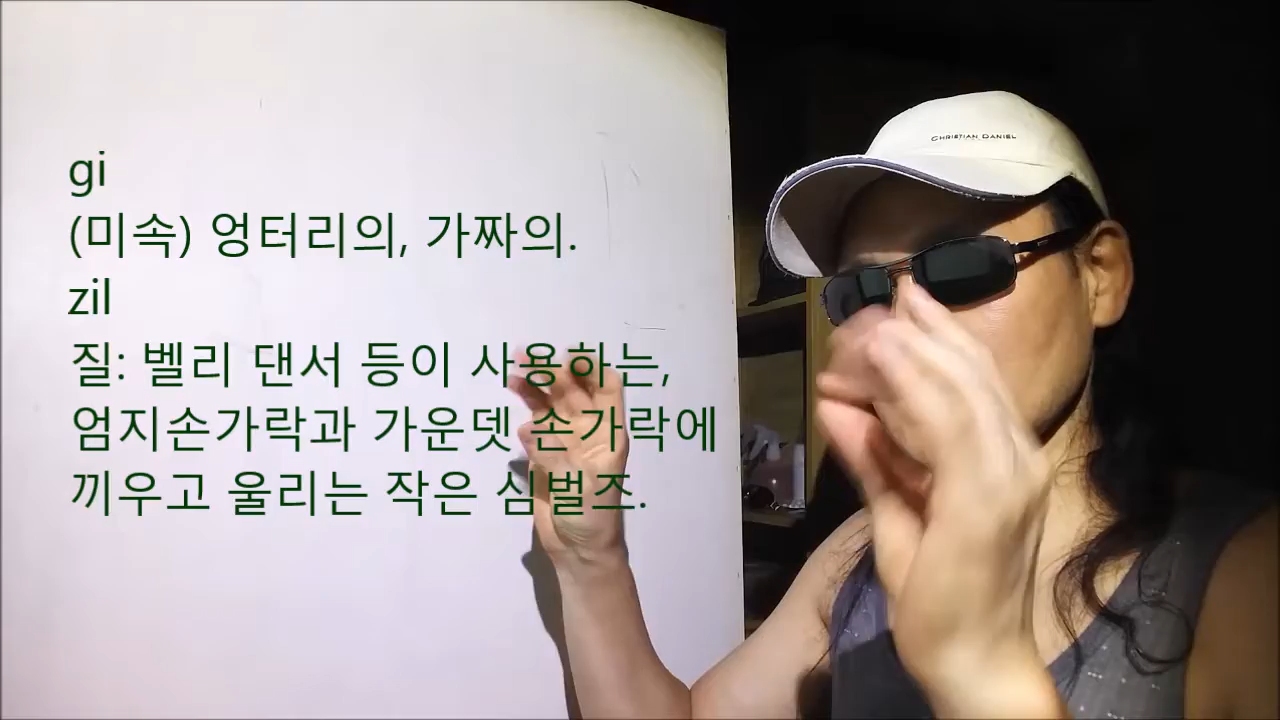 gi
(미속) 엉터리의, 가짜의.
zil
질: 벨리 댄서 등이 사용하는,
엄지손가락과 가운뎃 손가락에
끼우고 울리는 작은 심벌즈.
CHRISTIAN DANIEL